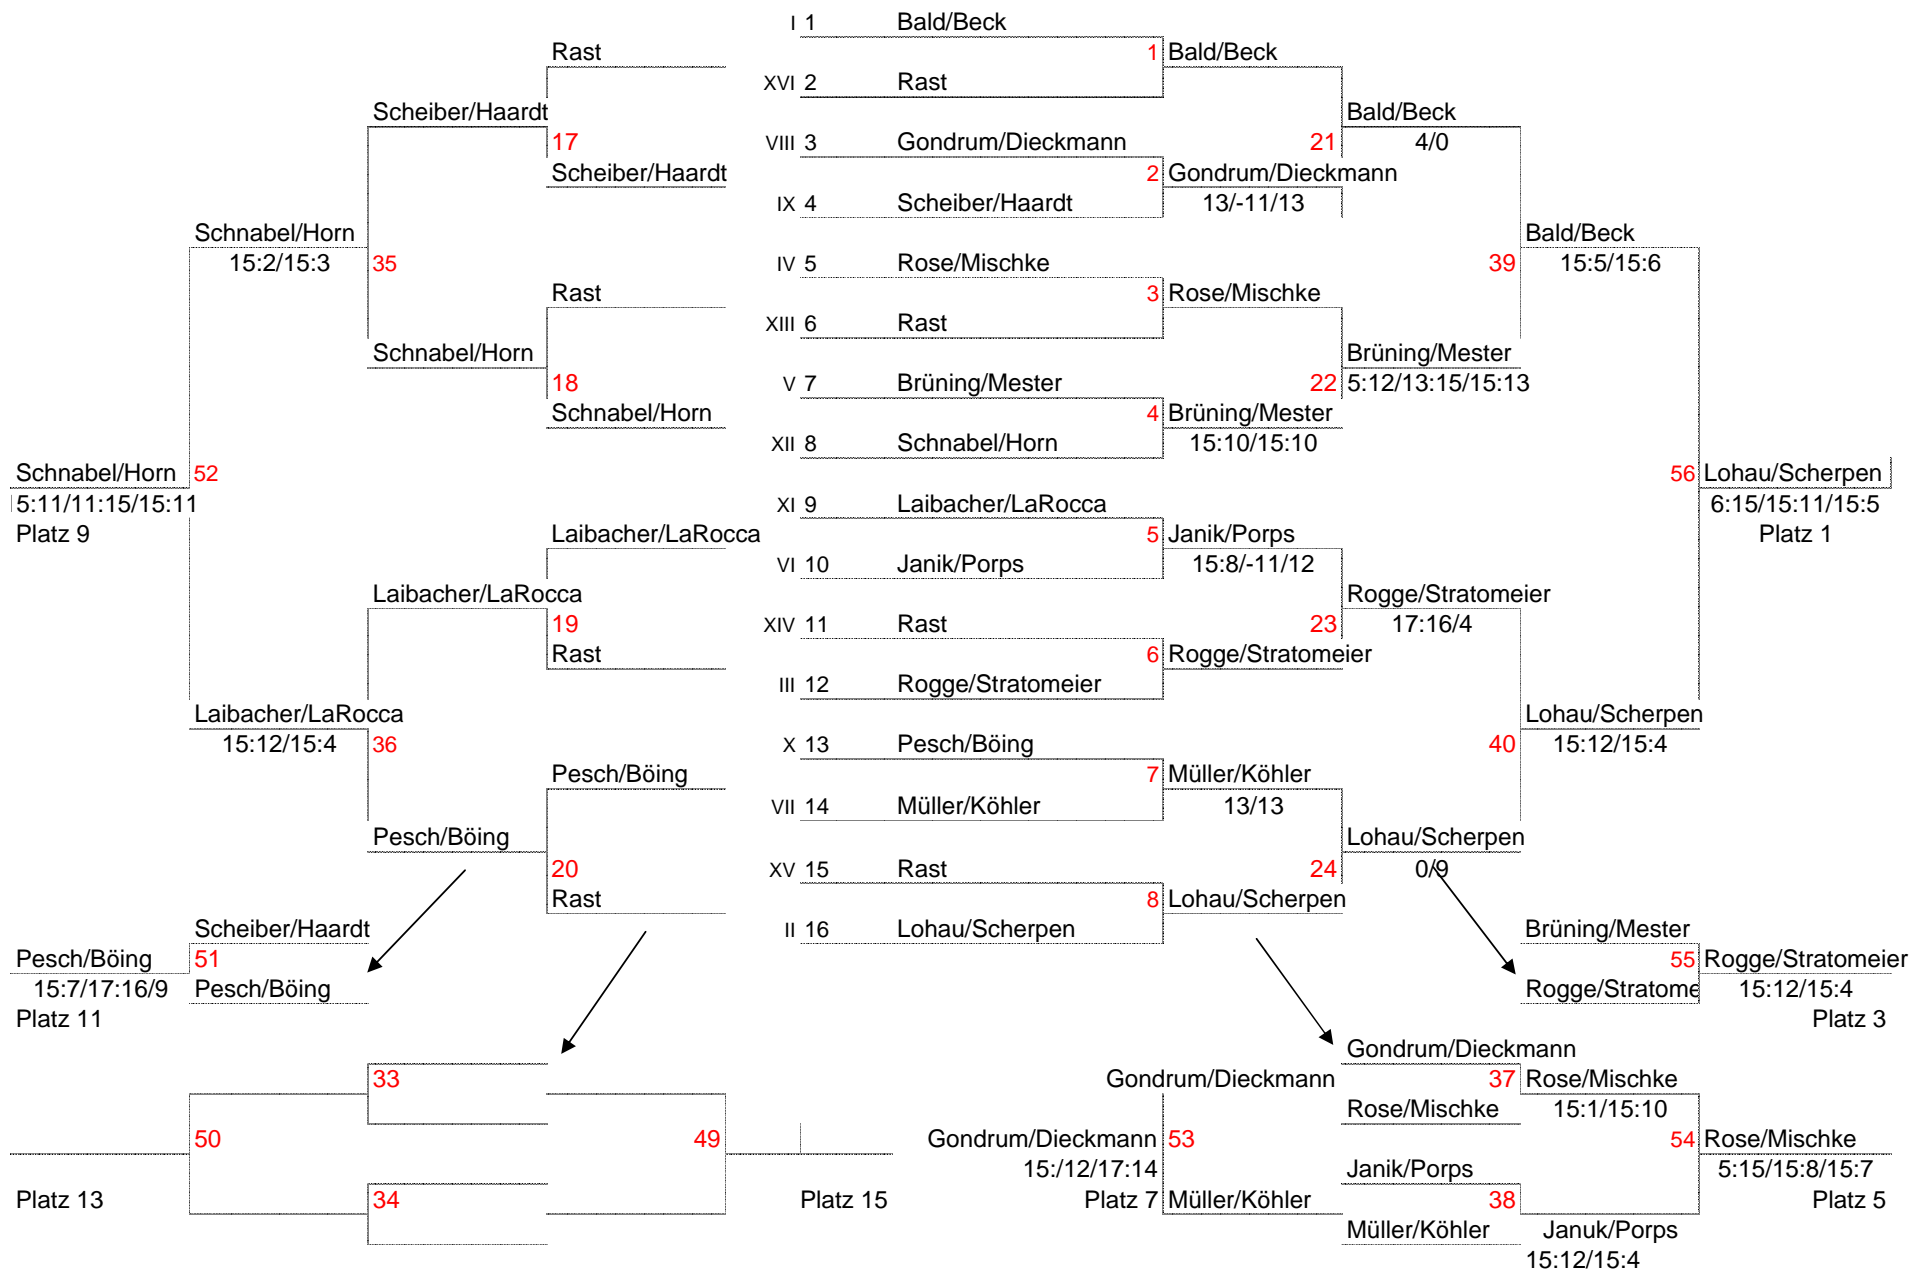 I 1 Bald/Beck
Rast 1 Bald/Beck
XVI 2 Rast
Scheiber/Haardt Bald/Beck
17 VIII 3 Gondrum/Dieckmann 21 4/0
Scheiber/Haardt 2 Gondrum/Dieckmann
IX 4 Scheiber/Haardt 13/-11/13
Schnabel/Horn Bald/Beck
15:2/15:3 35 IV 5 Rose/Mischke 39 15:5/15:6
Rast 3 Rose/Mischke
XIII 6 Rast
Schnabel/Horn Brüning/Mester
18 V 7 Brüning/Mester 22 5:12/13:15/15:13
Schnabel/Horn 4 Brüning/Mester
XII 8 Schnabel/Horn 15:10/15:10
Schnabel/Horn 52 56 Lohau/Scherpen
5:11/11:15/15:11 XI 9 Laibacher/LaRocca 6:15/15:11/15:5
Platz 9 Laibacher/LaRocca 5 Janik/Porps Platz 1
VI 10 Janik/Porps 15:8/-11/12
Laibacher/LaRocca Rogge/Stratomeier
19 XIV 11 Rast 23 17:16/4
Rast 6 Rogge/Stratomeier
III 12 Rogge/Stratomeier
Laibacher/LaRocca Lohau/Scherpen
15:12/15:4 36 X 13 Pesch/Böing 40 15:12/15:4
Pesch/Böing 7 Müller/Köhler
VII 14 Müller/Köhler 13/13
Pesch/Böing Lohau/Scherpen
20 XV 15 Rast 24 0/9
Rast 8 Lohau/Scherpen
Scheiber/Haardt II 16 Lohau/Scherpen Brüning/Mester
Pesch/Böing 51 55 Rogge/Stratomeier
15:7/17:16/9 Pesch/Böing Rogge/Stratome 15:12/15:4
Platz 11 Platz 3
Gondrum/Dieckmann
33 Gondrum/Dieckmann 37 Rose/Mischke
Rose/Mischke 15:1/15:10
50 49 Gondrum/Dieckmann 53 54 Rose/Mischke
15:/12/17:14 Janik/Porps 5:15/15:8/15:7
Platz 13 34 Platz 15 Platz 7 Müller/Köhler 38 Platz 5
Müller/Köhler Januk/Porps
15:12/15:4